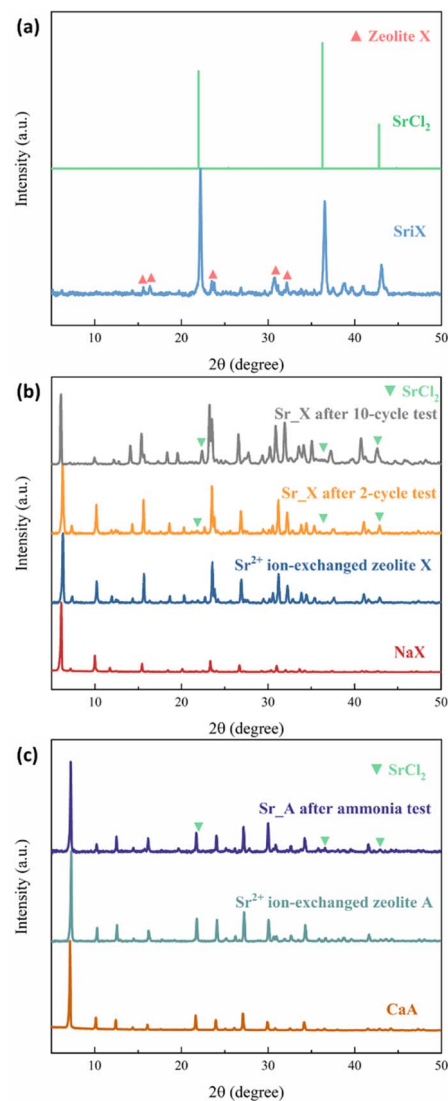 (a)
▲ Zeolite X
SrCl₂
SriX
Intensity (a.u.)
10 20 30 40 50
2θ (degree)
(b)
▼ SrCl₂
Sr_X after 10-cycle test
Sr_X after 2-cycle test
Sr²⁺ ion-exchanged zeolite X
NaX
Intensity (a.u.)
10 20 30 40 50
2θ (degree)
(c)
▼ SrCl₂
Sr_A after ammonia test
Sr²⁺ ion-exchanged zeolite A
CaA
Intensity (a.u.)
10 20 30 40 50
2θ (degree)